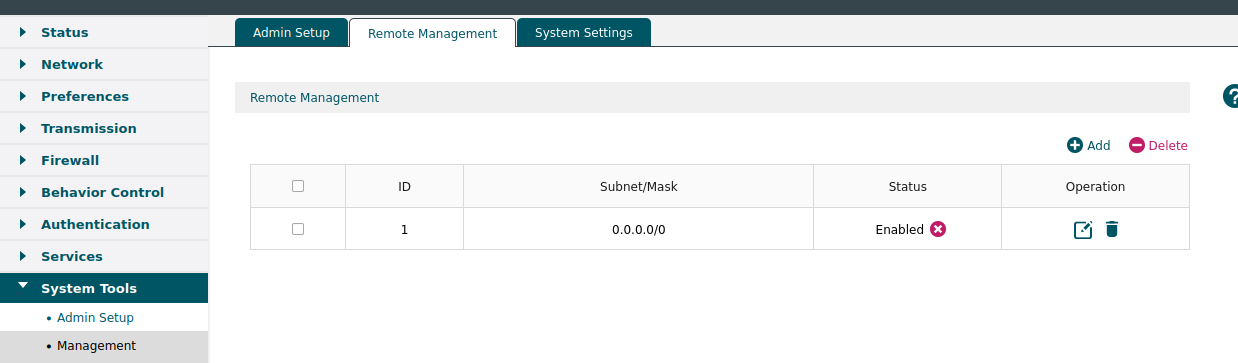 Status
Network
Preferences
Transmission
Firewall
Behavior Control
Authentication
Services
System Tools
Admin Setup
Management
Admin Setup Remote Management System Settings
Remote Management
?
Add Delete
ID Subnet/Mask Status Operation
1 0.0.0.0/0 Enabled